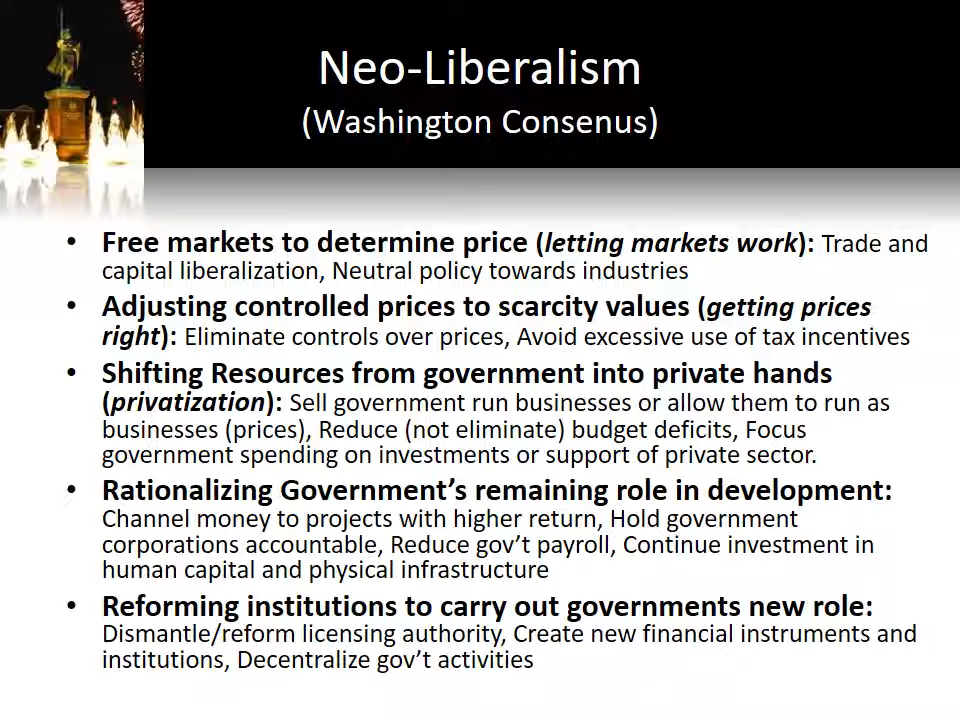 Neo-Liberalism
(Washington Consenus)
• Free markets to determine price (letting markets work): Trade and
capital liberalization, Neutral policy towards industries
• Adjusting controlled prices to scarcity values (getting prices
right): Eliminate controls over prices, Avoid excessive use of tax incentives
• Shifting Resources from government into private hands
(privatization): Sell government run businesses or allow them to run as
businesses (prices), Reduce (not eliminate) budget deficits, Focus
government spending on investments or support of private sector.
• Rationalizing Government’s remaining role in development:
Channel money to projects with higher return, Hold government
corporations accountable, Reduce gov’t payroll, Continue investment in
human capital and physical infrastructure
• Reforming institutions to carry out governments new role:
Dismantle/reform licensing authority, Create new financial instruments and
institutions, Decentralize gov’t activities